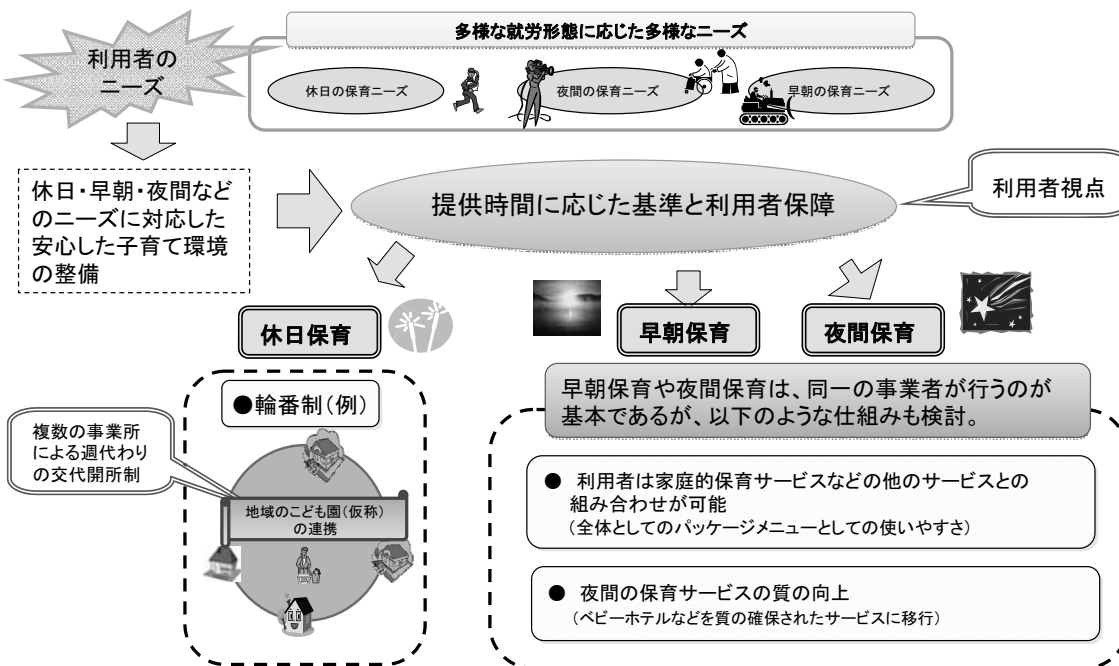 多様な就労形態に応じた多様なニーズ
利用者の
ニーズ
休日の保育ニーズ
夜間の保育ニーズ
早朝の保育ニーズ
休日・早朝・夜間など
のニーズに対応した
安心した子育て環境
の整備
提供時間に応じた基準と利用者保障
利用者視点
休日保育
早朝保育
夜間保育
●輪番制(例)
複数の事業所
による週代わり
の交代開所制
地域のこども園(仮称)
の連携
早朝保育や夜間保育は、同一の事業者が行うのが
基本であるが、以下のような仕組みも検討。
● 利用者は家庭的保育サービスなどの他のサービスとの
組み合わせが可能
(全体としてのパッケージメニューとしての使いやすさ)
● 夜間の保育サービスの質の向上
(ベビーホテルなどを質の確保されたサービスに移行)